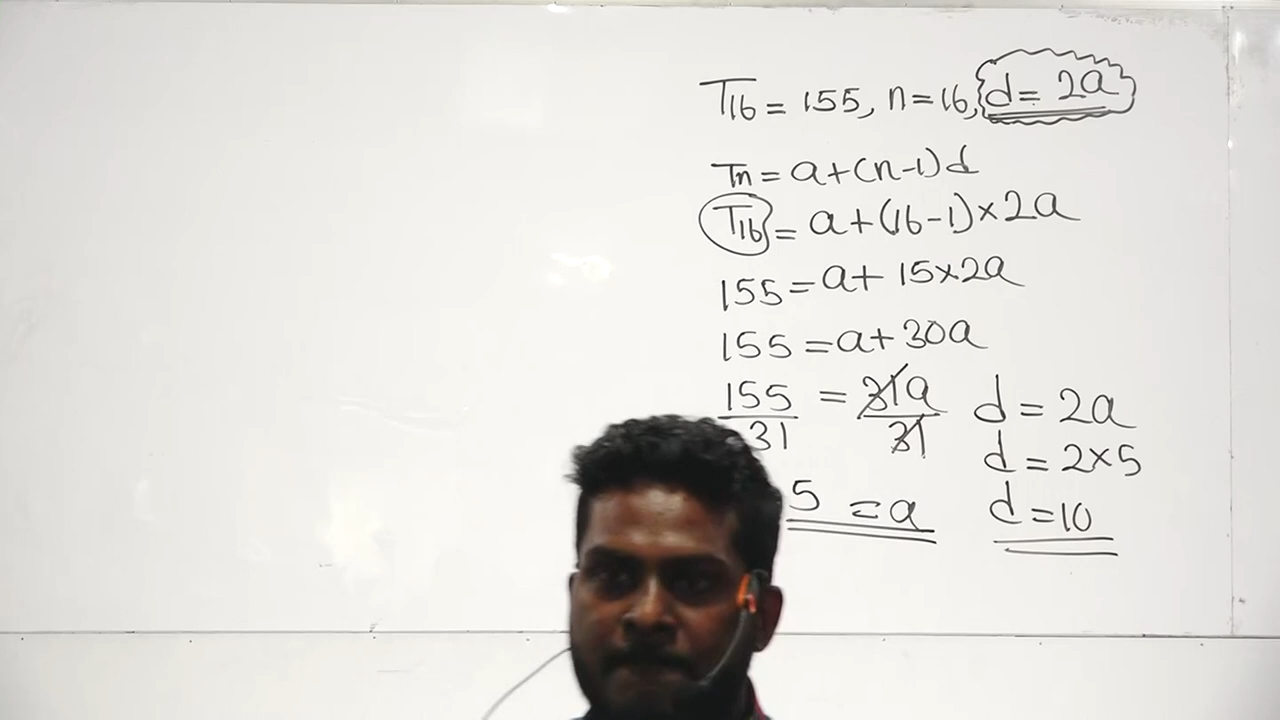 T16 = 155, n=16, d= 2a
Tn = a+(n-1)d
T16 = a+(16-1)×2a
155 = a+ 15×2a
155 = a+30a
155/31 = 31a/31
5 = a
d = 2a
d = 2×5
d = 10